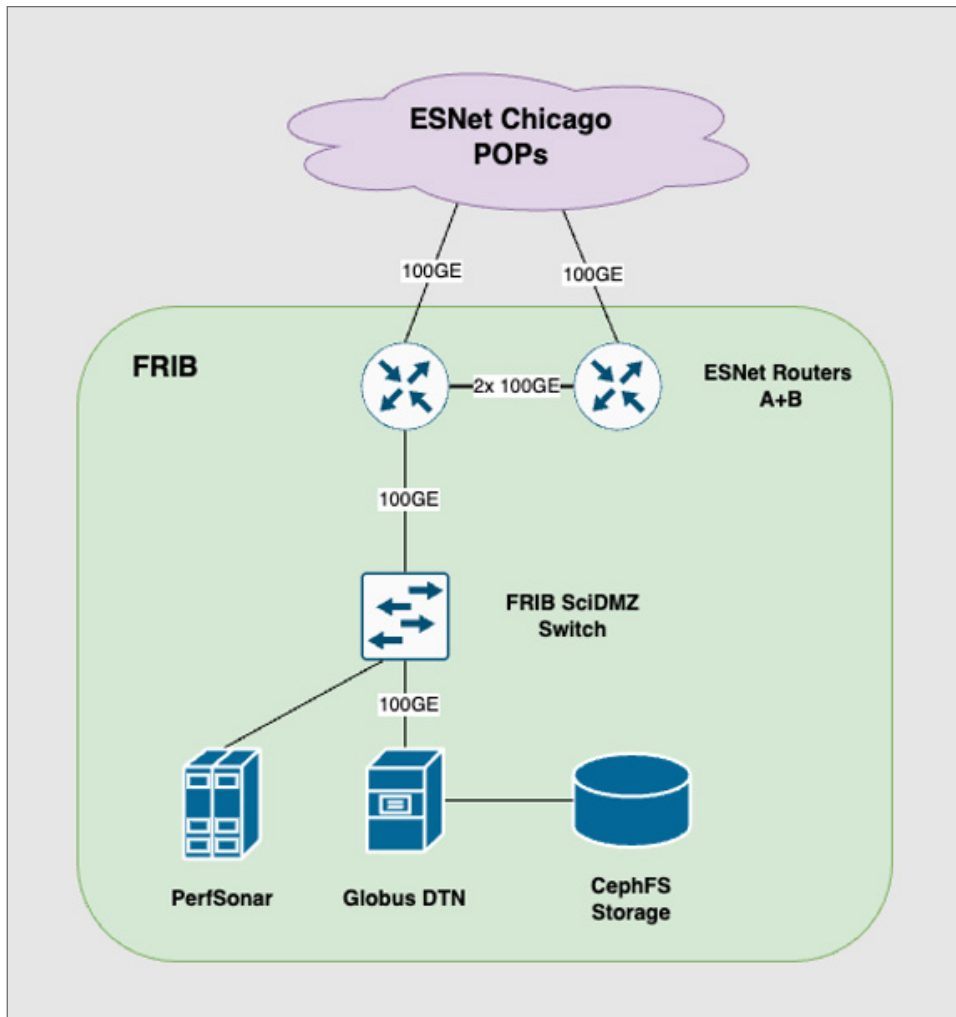 ESNet Chicago
POPs
100GE
100GE
FRIB
2x 100GE
ESNet Routers
A+B
100GE
FRIB SciDMZ
Switch
100GE
PerfSonar
Globus DTN
CephFS
Storage